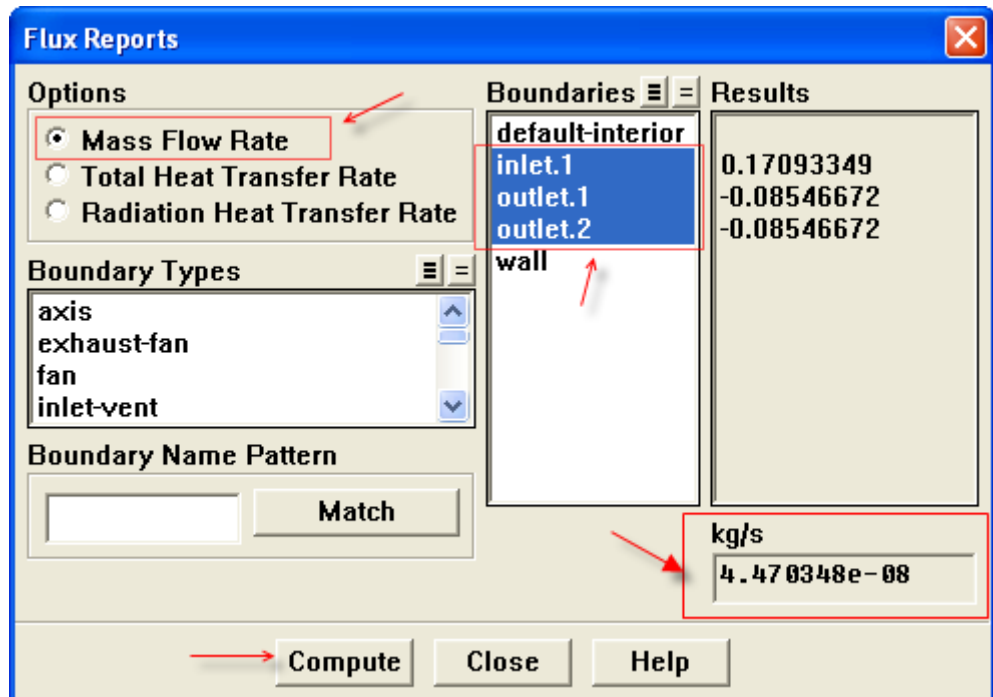 Flux Reports
Options
Mass Flow Rate
Total Heat Transfer Rate
Radiation Heat Transfer Rate
Boundary Types
axis
exhaust-fan
fan
inlet-vent
Boundary Name Pattern
Match
Boundaries
default-interior
inlet.1
outlet.1
outlet.2
wall
Results
0.17093349
-0.08546672
-0.08546672
kg/s
4.470348e-08
Compute Close Help